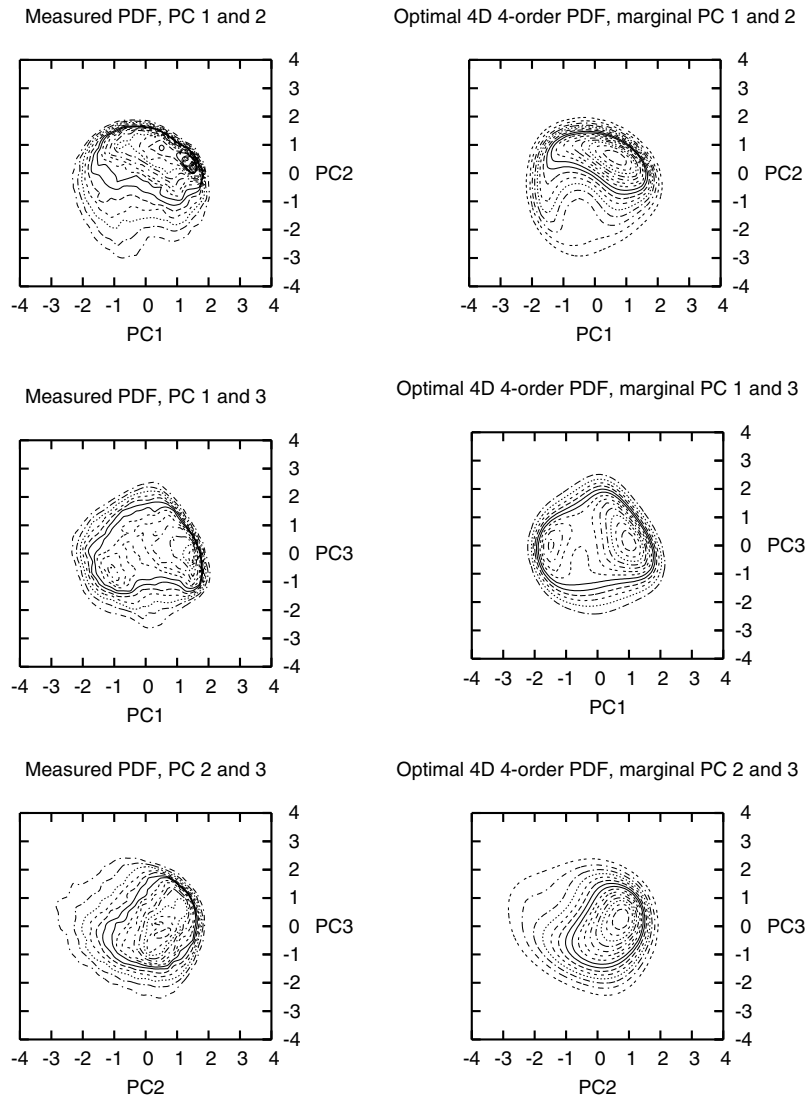 Measured PDF, PC 1 and 2
4
3
2
1
0
-1
-2
-3
-4
PC2
-4 -3 -2 -1 0 1 2 3 4
PC1
Optimal 4D 4-order PDF, marginal PC 1 and 2
4
3
2
1
0
-1
-2
-3
-4
PC2
-4 -3 -2 -1 0 1 2 3 4
PC1
Measured PDF, PC 1 and 3
4
3
2
1
0
-1
-2
-3
-4
PC3
-4 -3 -2 -1 0 1 2 3 4
PC1
Optimal 4D 4-order PDF, marginal PC 1 and 3
4
3
2
1
0
-1
-2
-3
-4
PC3
-4 -3 -2 -1 0 1 2 3 4
PC1
Measured PDF, PC 2 and 3
4
3
2
1
0
-1
-2
-3
-4
PC3
-4 -3 -2 -1 0 1 2 3 4
PC2
Optimal 4D 4-order PDF, marginal PC 2 and 3
4
3
2
1
0
-1
-2
-3
-4
PC3
-4 -3 -2 -1 0 1 2 3 4
PC2